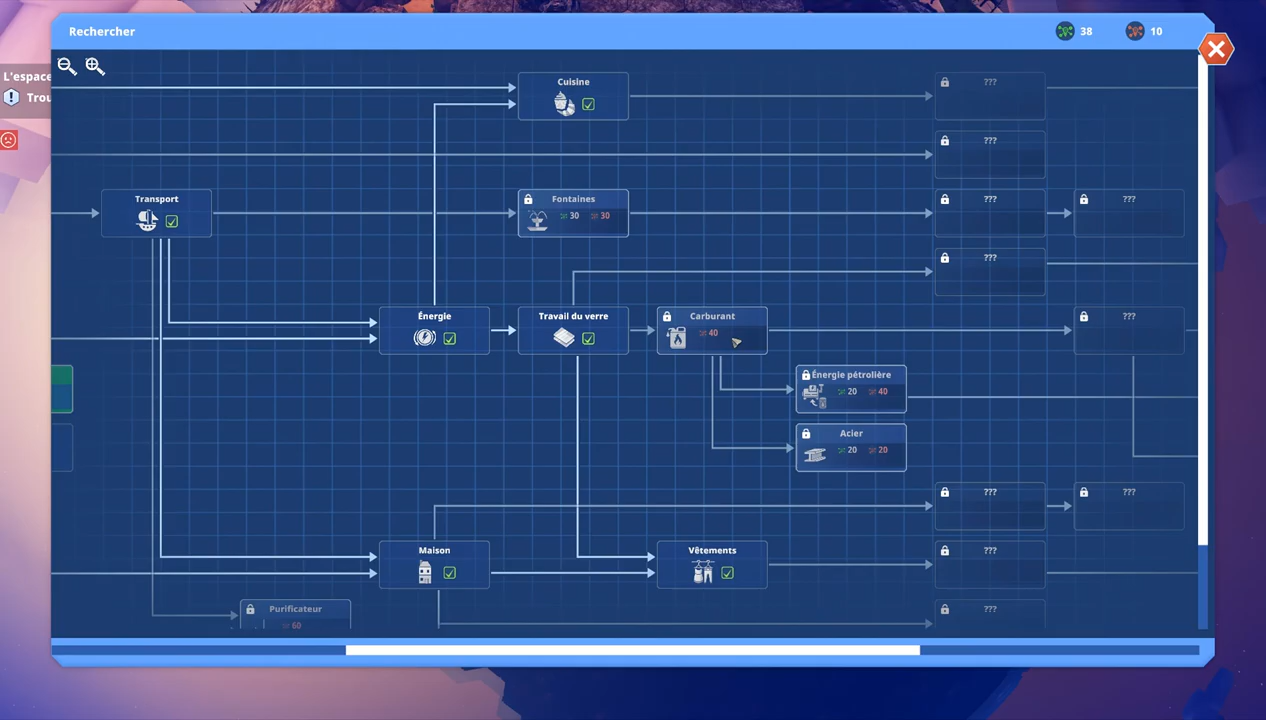 Rechercher
38
10
L'espace
Trou
Cuisine
???
???
Transport
Fontaines
30 30
???
???
???
Énergie
Travail du verre
Carburant
40
???
Énergie pétrolière
20 40
Acier
20 20
???
???
Maison
Vêtements
???
Purificateur
60
???